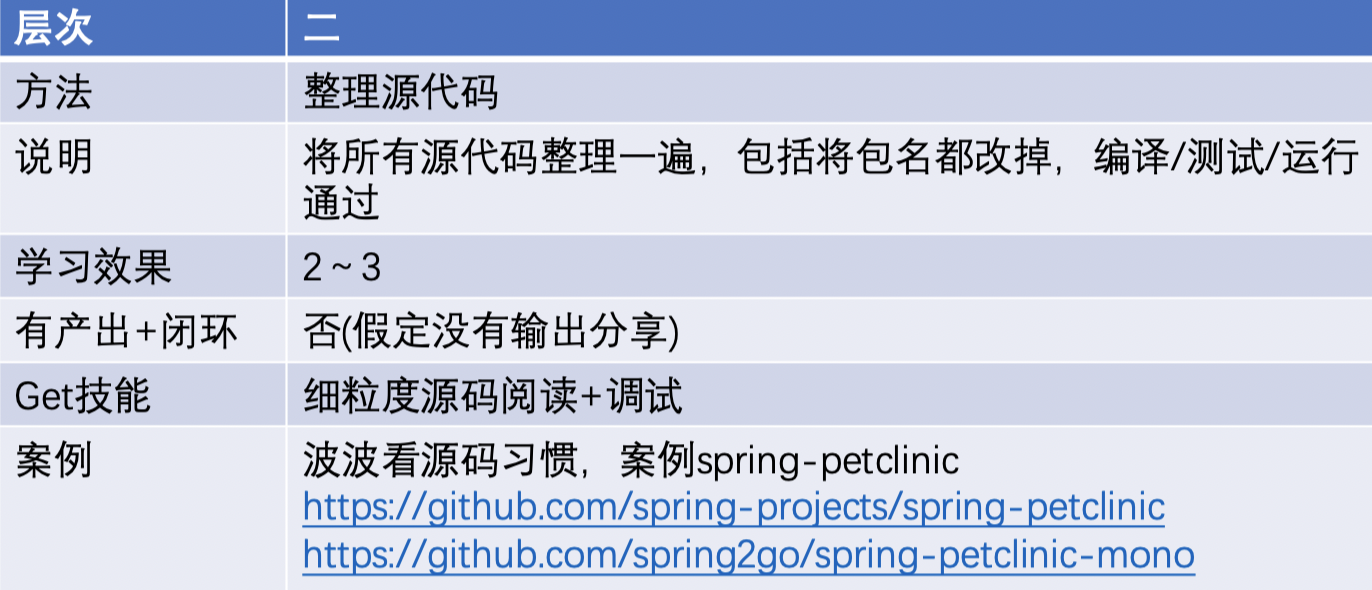 层次 二
方法 整理源代码
说明 将所有源代码整理一遍，包括将包名都改掉，编译/测试/运行
通过
学习效果 2~3
有产出+闭环 否(假定没有输出分享)
Get技能 细粒度源码阅读+调试
案例 波波看源码习惯，案例spring-petclinic
https://github.com/spring-projects/spring-petclinic
https://github.com/spring2go/spring-petclinic-mono